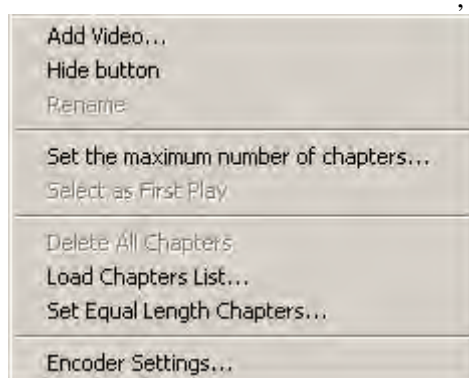 ,
Add Video...
Hide button
Rename
Set the maximum number of chapters...
Select as First Play
Delete All Chapters
Load Chapters List...
Set Equal Length Chapters...
Encoder Settings...